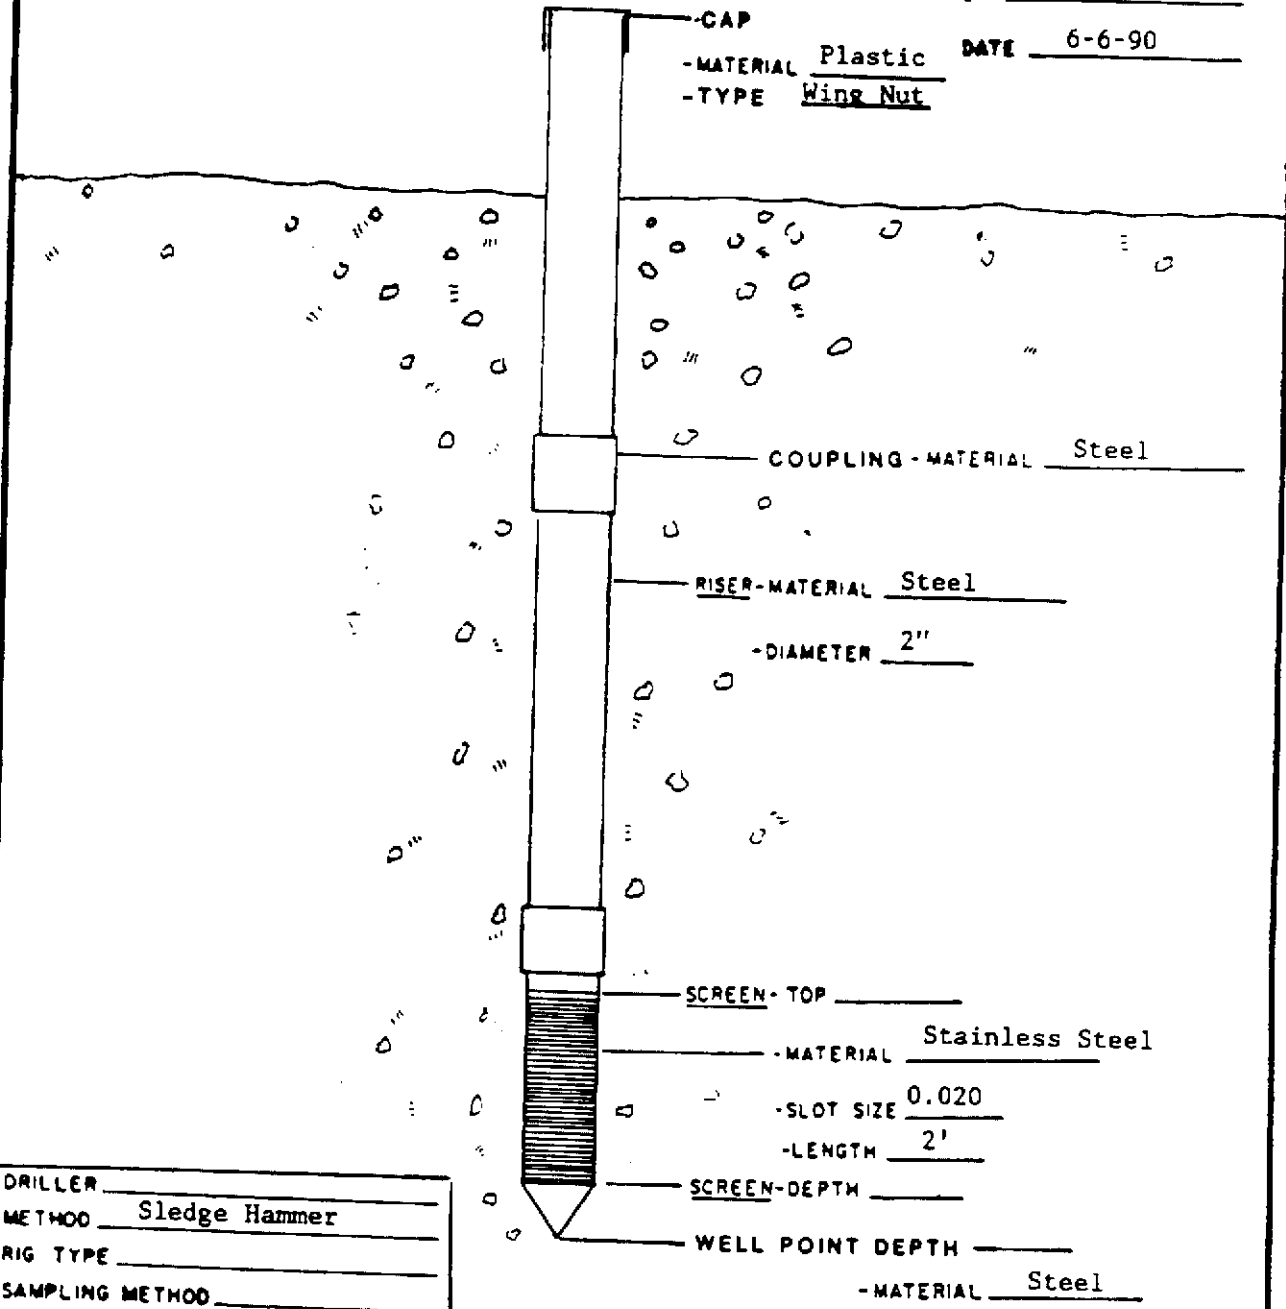 -CAP
-MATERIAL Plastic DATE 6-6-90
-TYPE Wing Nut
COUPLING - MATERIAL Steel
RISER-MATERIAL Steel
-DIAMETER 2"
SCREEN- TOP
-MATERIAL Stainless Steel
-SLOT SIZE 0.020
-LENGTH 2'
SCREEN-DEPTH
WELL POINT DEPTH
-MATERIAL Steel
DRILLER
METHOD Sledge Hammer
RIG TYPE
SAMPLING METHOD